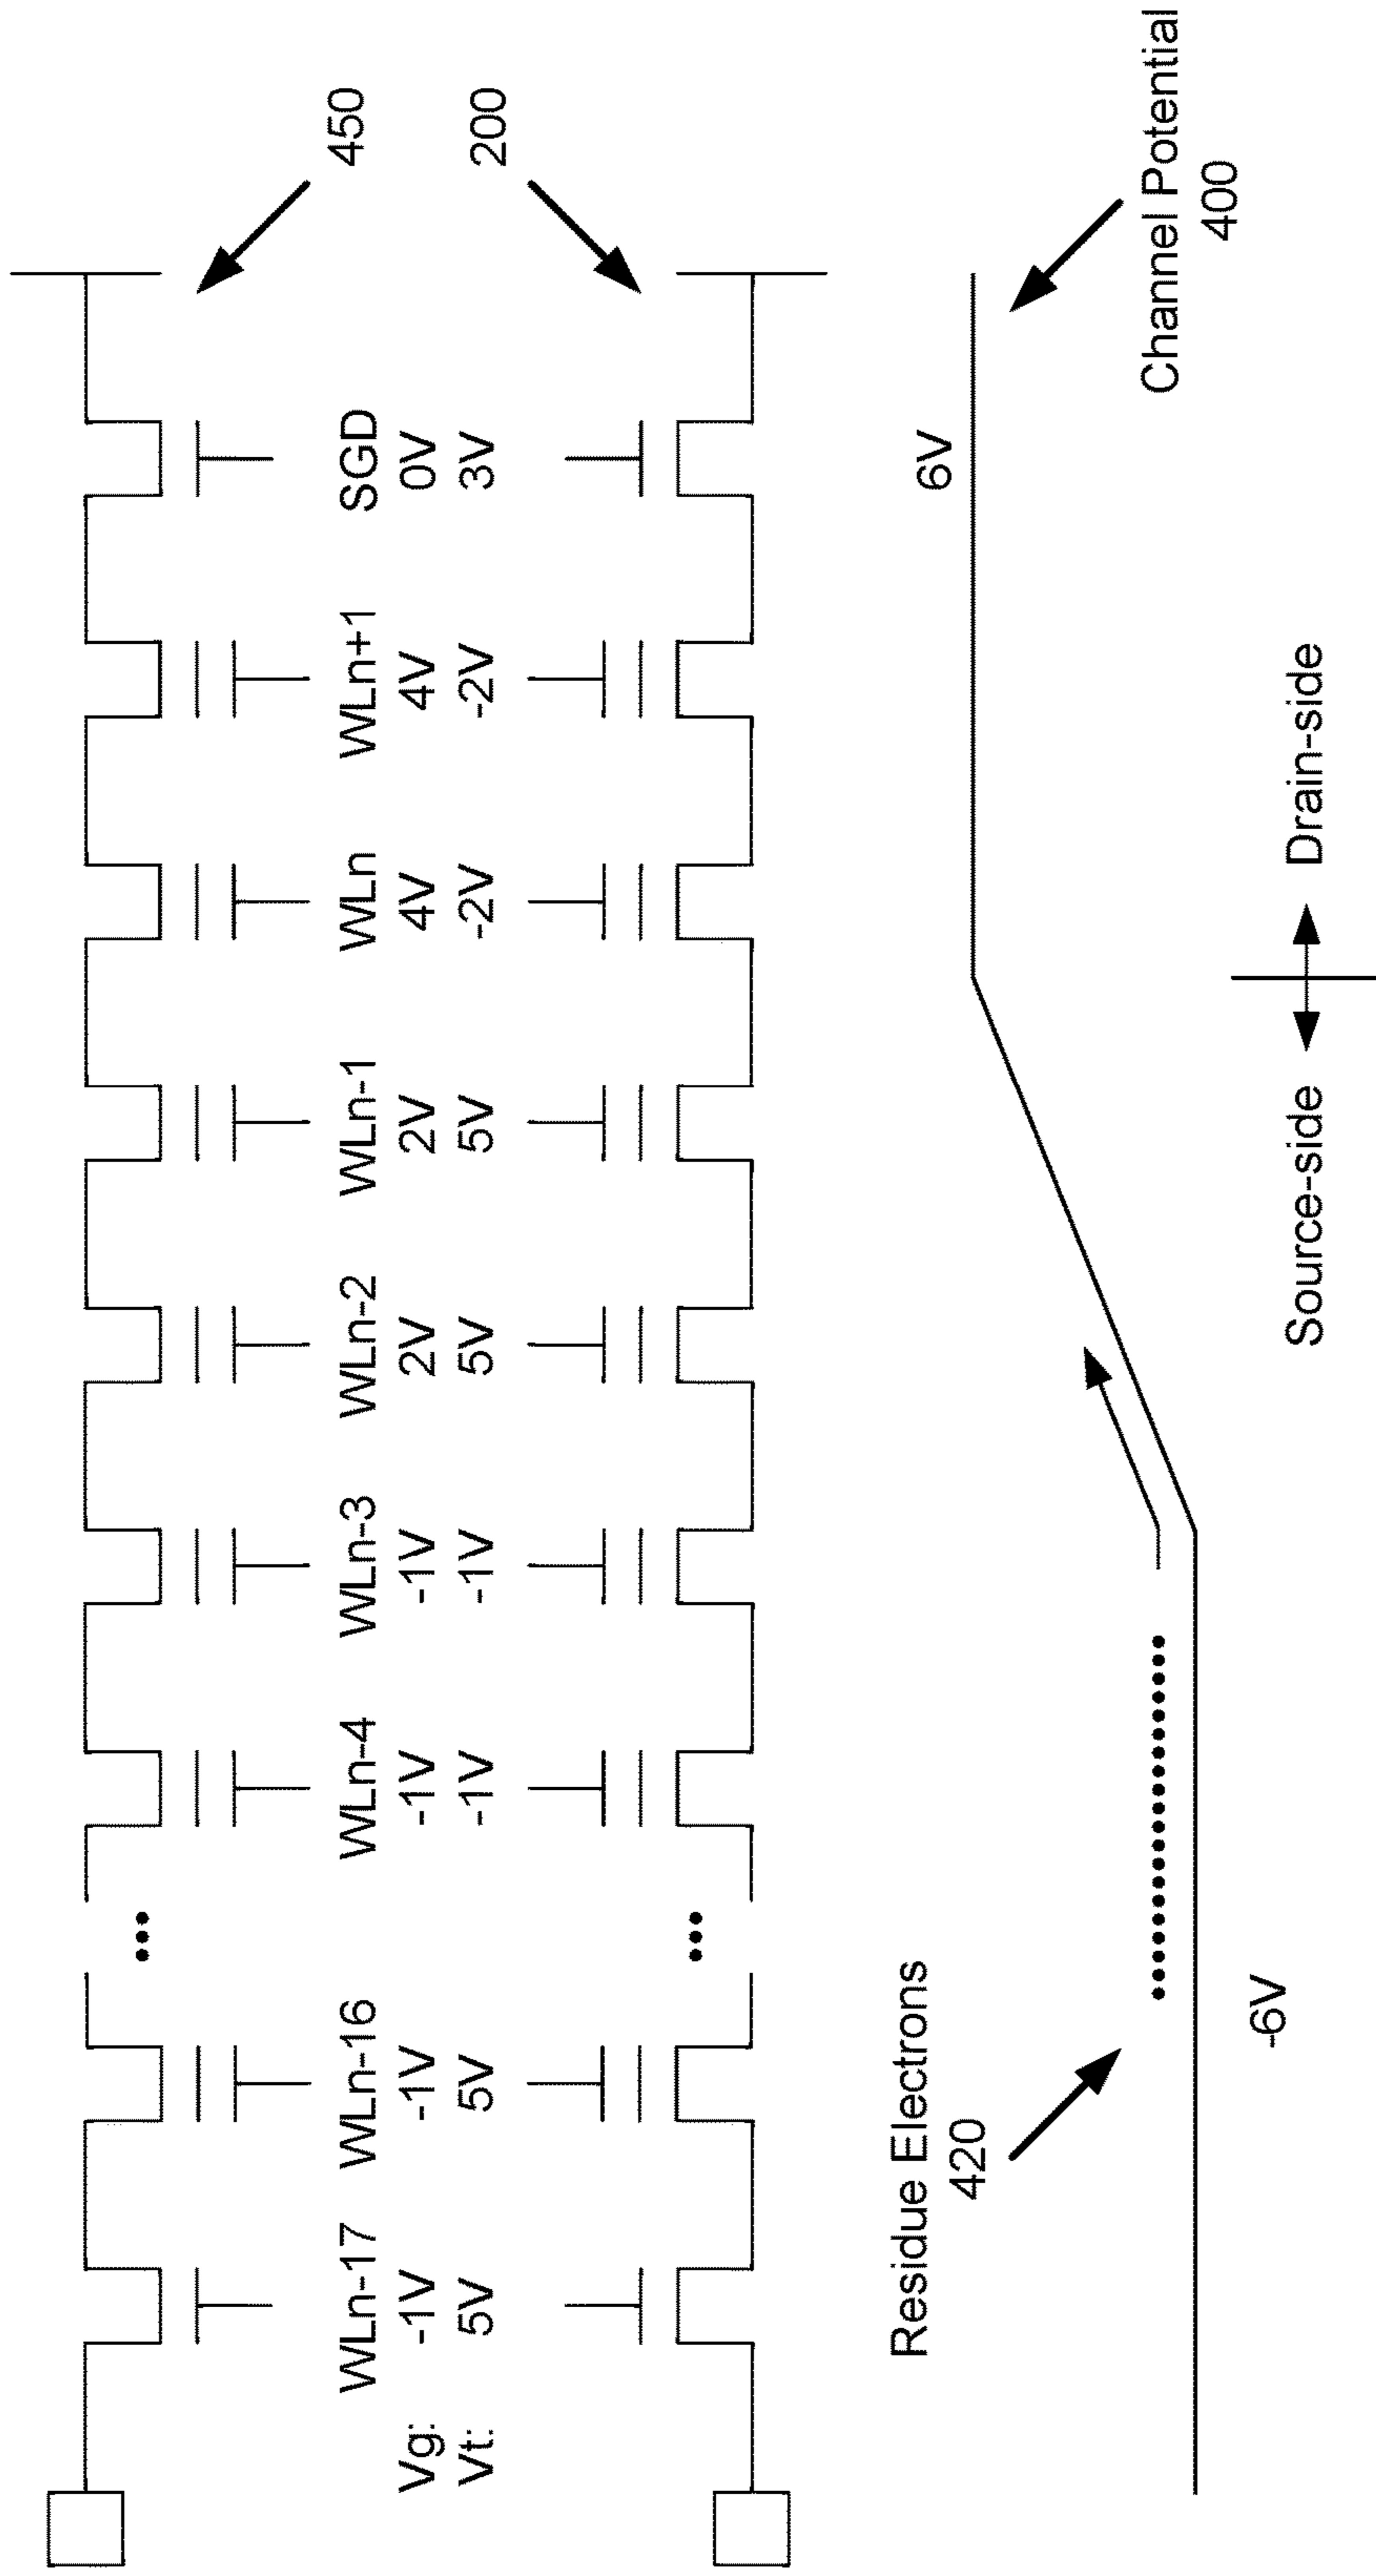 450
200
WLn-17 WLn-16 ••• WLn-4 WLn-3 WLn-2 WLn-1 WLn WLn+1 SGD
Vg: -1V -1V -1V -1V 2V 2V 4V 4V 0V
Vt: 5V 5V -1V -1V 5V 5V -2V -2V 3V
6V
Residue Electrons
420
Channel Potential
400
-6V
Source-side Drain-side